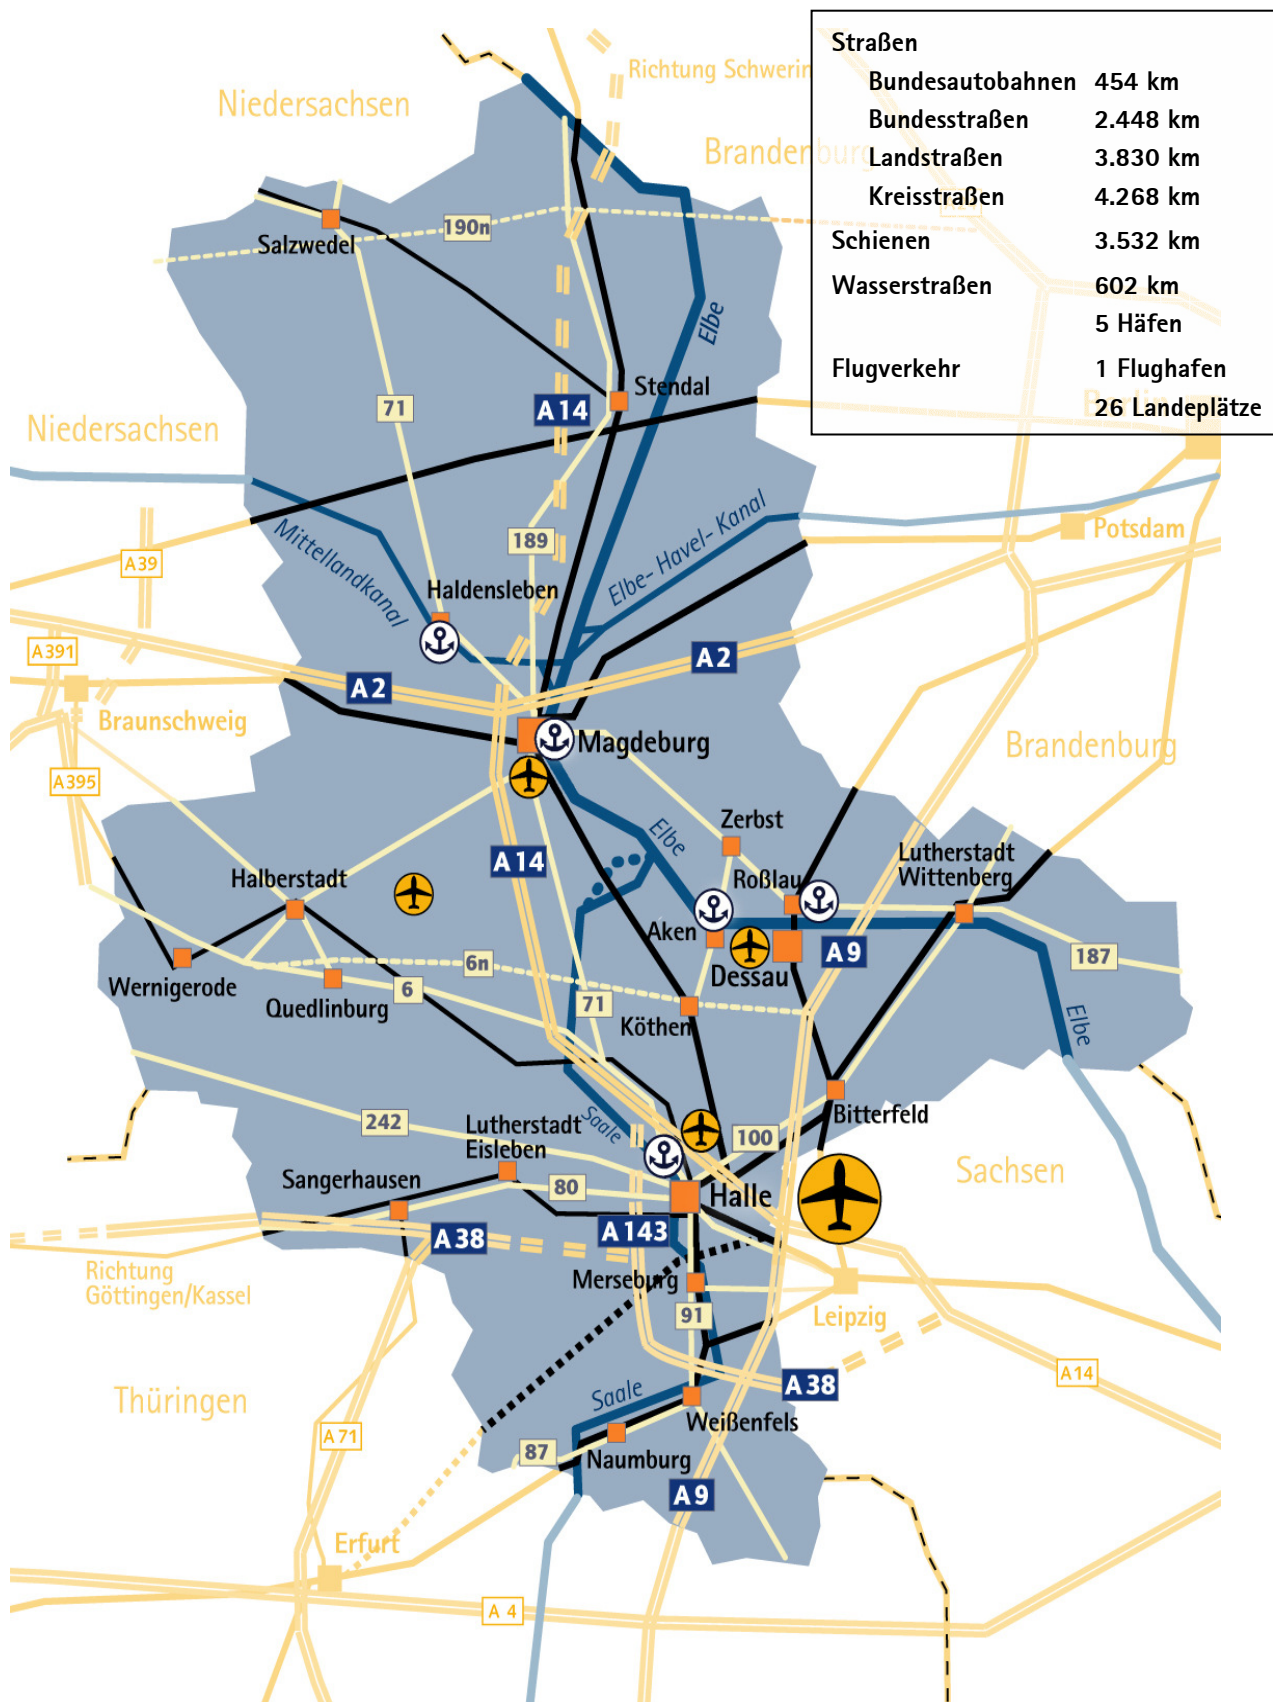 Straßen
Bundesautobahnen 454 km
Bundesstraßen 2.448 km
Landstraßen 3.830 km
Kreisstraßen 4.268 km
Schienen 3.532 km
Wasserstraßen 602 km
5 Häfen
Flugverkehr 1 Flughafen
26 Landeplätze
Richtung Schwerin
Niedersachsen
Brandenburg
190n
Salzwedel
Elbe
Stendal
71
A 14
Berlin
Niedersachsen
Mittellandkanal
189
Elbe- Havel- Kanal
Potsdam
A 39
Haldensleben
A 391
A 2
A 2
Braunschweig
Magdeburg
Brandenburg
A 395
Zerbst
Elbe
A 14
Lutherstadt
Wittenberg
Halberstadt
Roßlau
Aken
A 9
187
Wernigerode
6n
Dessau
Quedlinburg
6
71
Köthen
Elbe
242
Lutherstadt
Eisleben
Saale
100
Bitterfeld
Sangerhausen
80
Halle
Sachsen
A 38
A 143
Richtung
Göttingen/Kassel
Merseburg
91
Leipzig
A 14
Thüringen
A 38
Saale
Weißenfels
A 71
87
Naumburg
A 9
Erfurt
A 4